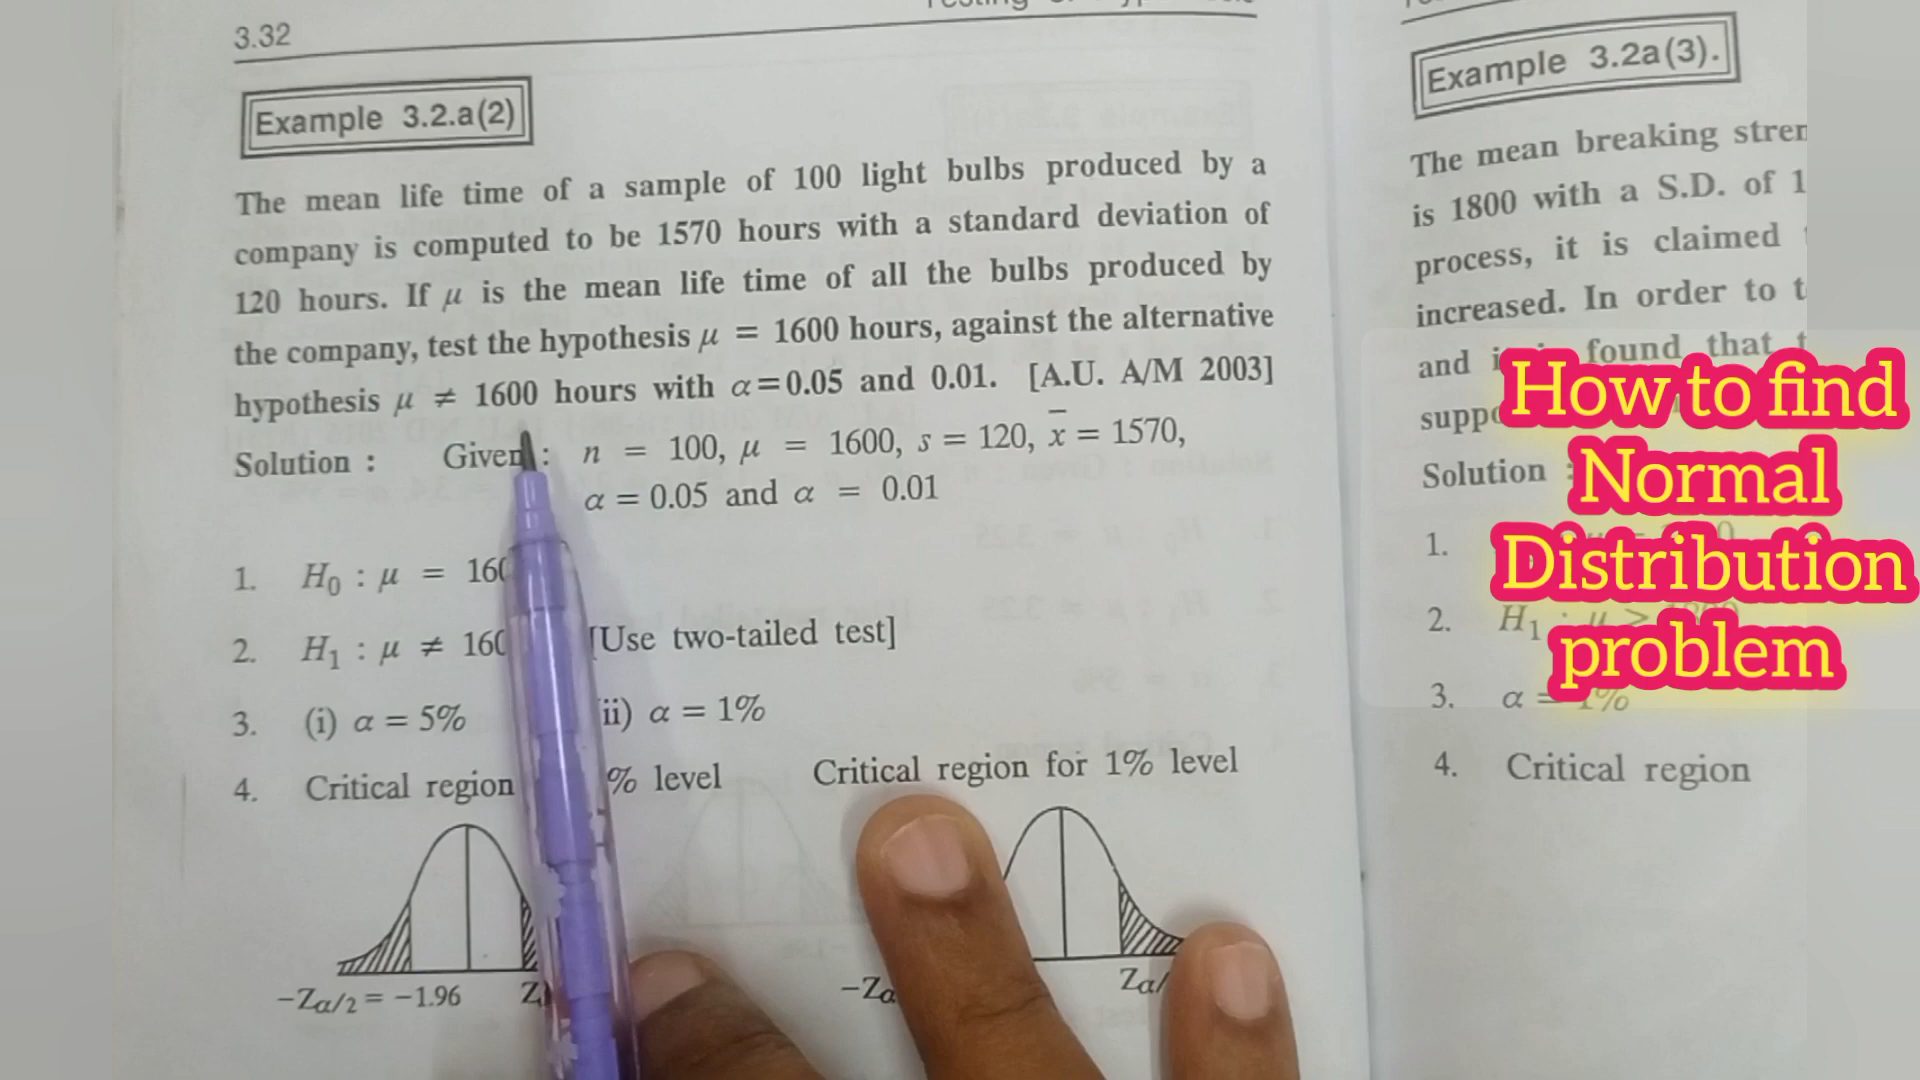 3.32
Example 3.2.a(2)
The mean life time of a sample of 100 light bulbs produced by a
company is computed to be 1570 hours with a standard deviation of
120 hours. If μ is the mean life time of all the bulbs produced by
the company, test the hypothesis μ = 1600 hours, against the alternative
hypothesis μ ≠ 1600 hours with α=0.05 and 0.01. [A.U. A/M 2003]
Solution : Given : n = 100, μ = 1600, s = 120, x̄ = 1570,
α = 0.05 and α = 0.01
1. H₀ : μ =
2. H₁ : μ ≠ [Use two-tailed test]
3. (i) α = 5% ii) α = 1%
4. Critical region % level Critical region for 1% level
−Zα/2 = −1.96
Example 3.2a(3).
The mean breaking
is 1800 with a S.D. of
process, it is claimed
increased. In order to
and found that
Solution
1.
2. H₁ : μ >
3. α =
4. Critical region
How to find
Normal
Distribution
problem